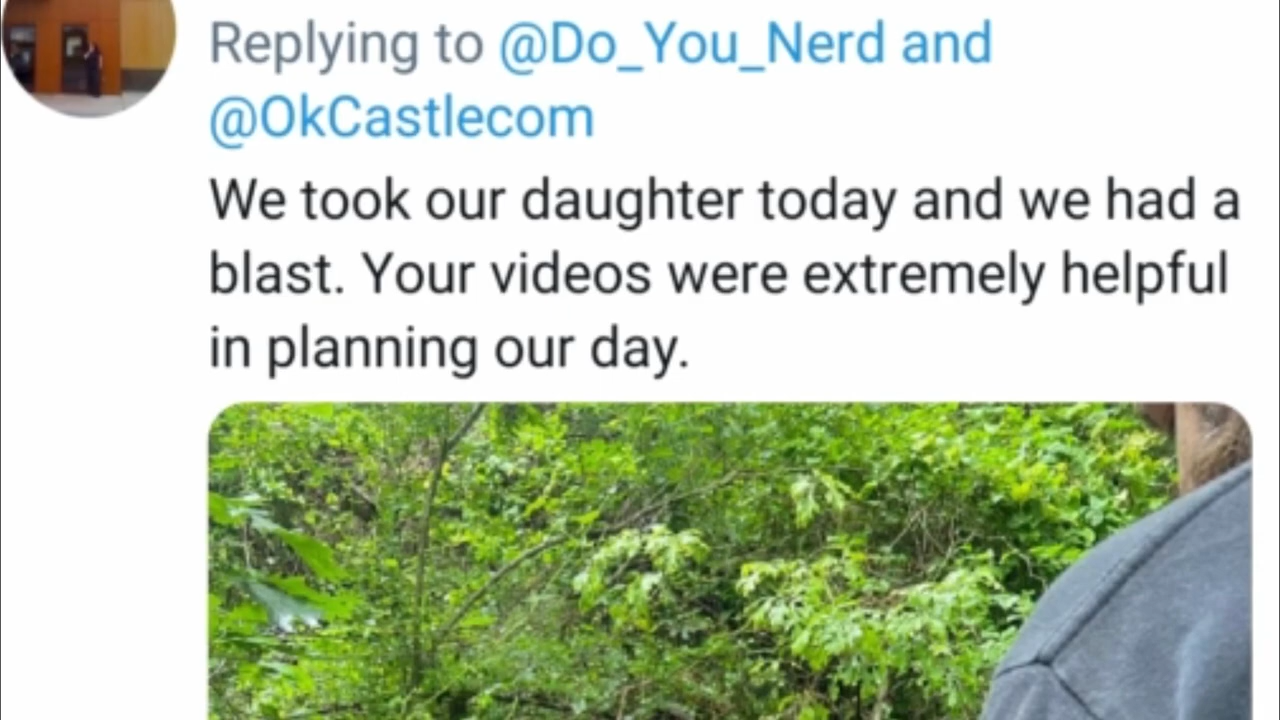 Replying to @Do_You_Nerd and
@OkCastlecom
We took our daughter today and we had a
blast. Your videos were extremely helpful
in planning our day.